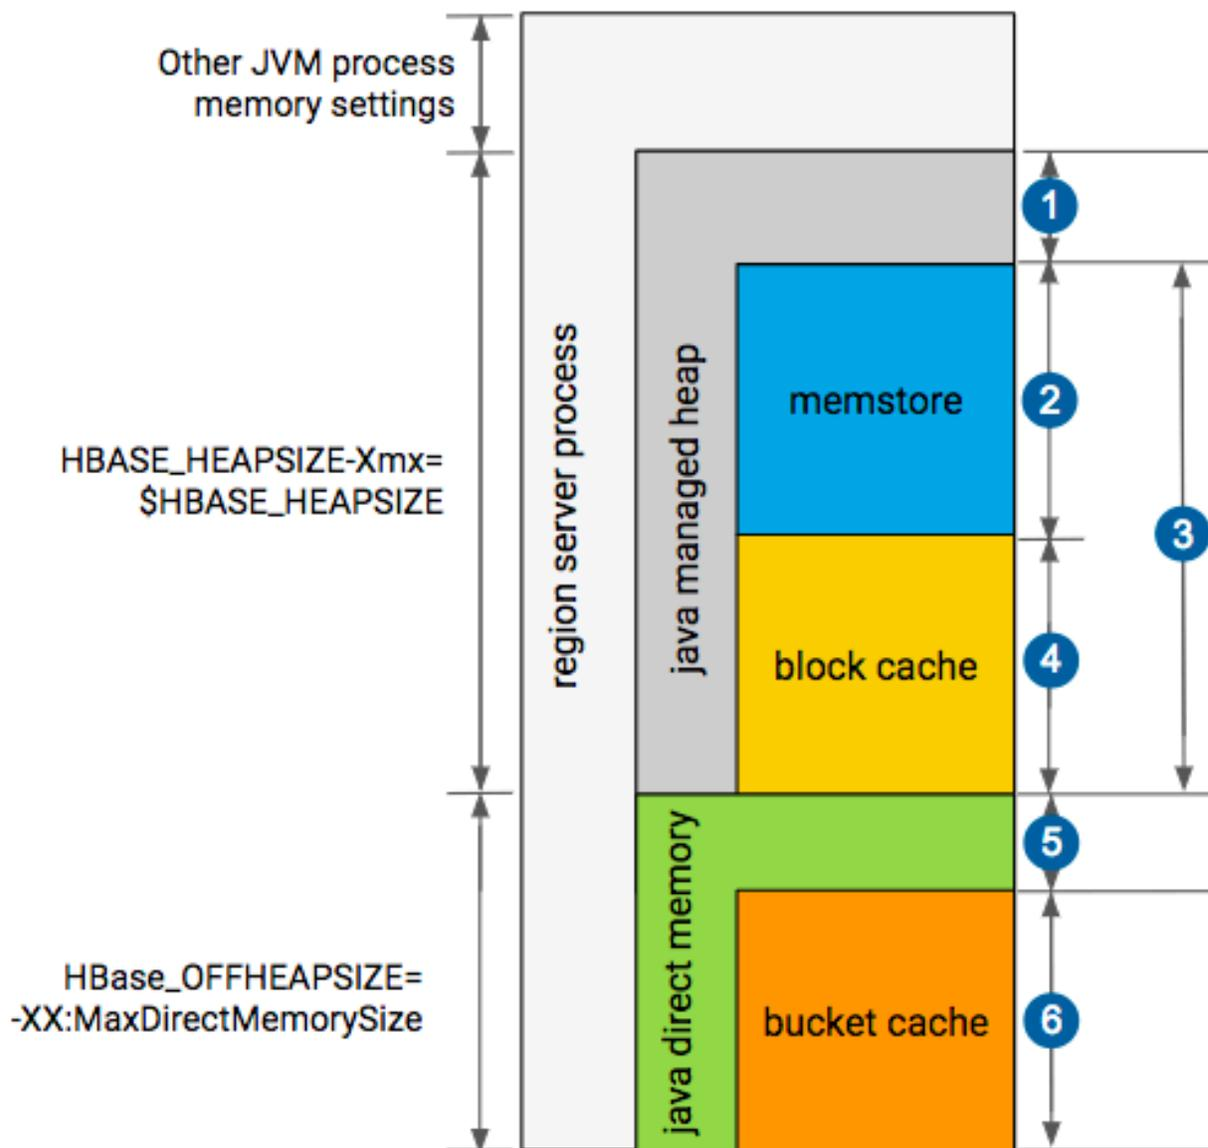 Other JVM process
memory settings
1
region server process
java managed heap
memstore
2
HBASE_HEAPSIZE-Xmx=
$HBASE_HEAPSIZE
3
block cache
4
java direct memory
5
HBase_OFFHEAPSIZE=
-XX:MaxDirectMemorySize
bucket cache
6